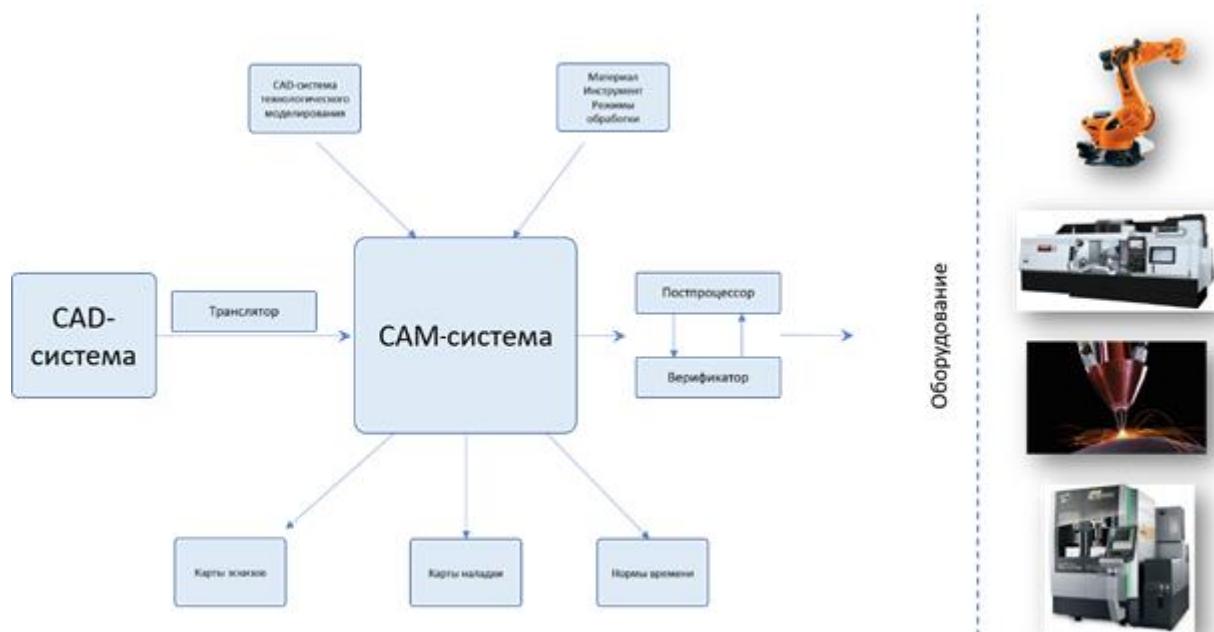 CAD-система
технологического
моделирования
Материал
Инструмент
Режимы
обработки
CAD-
система
Транслятор
CAM-система
Постпроцессор
Верификатор
Оборудование
Карты эскизов
Карты наладки
Нормы времени